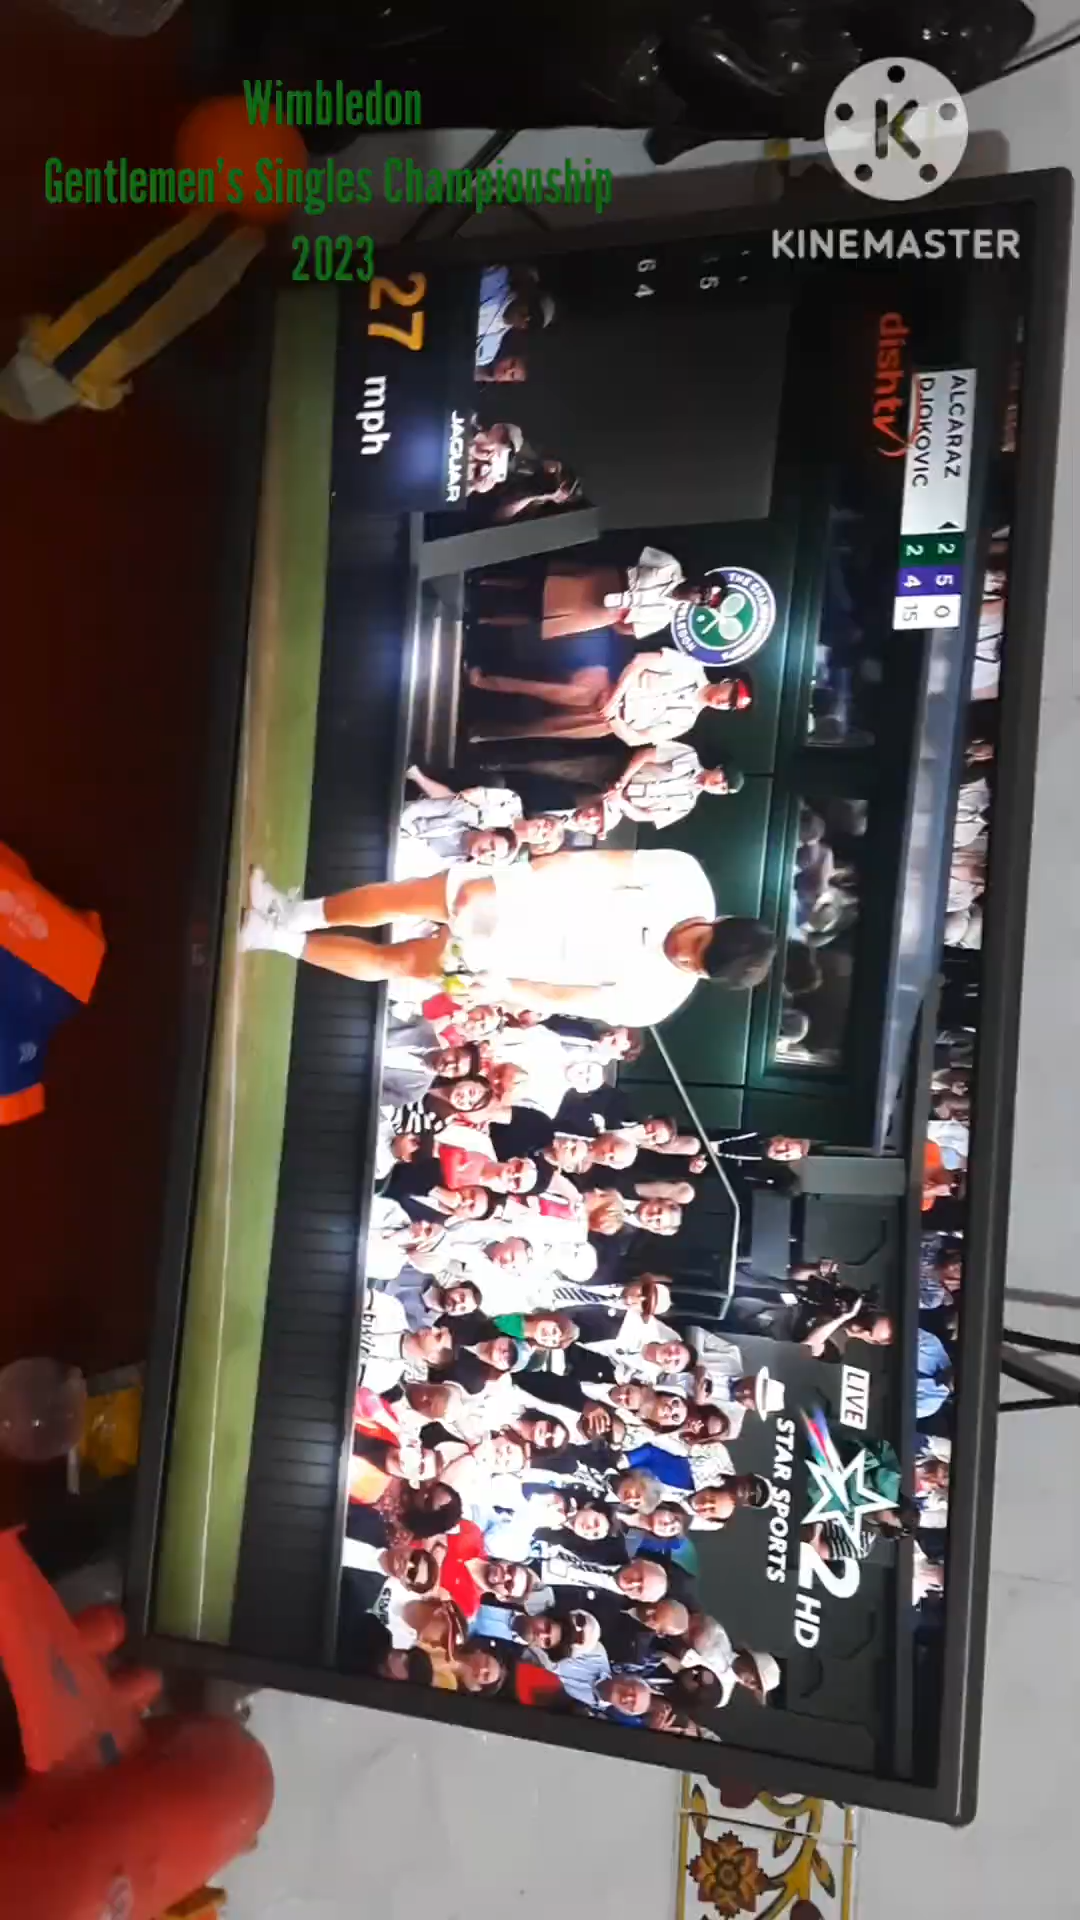 Wimbledon
Gentlemen's Singles Championship
2023
KINEMASTER
dishtv
ALCARAZ 2 5 0
DJOKOVIC 2 4 15
27 mph
JAGUAR
6 4
LIVE
STAR SPORTS
2 HD